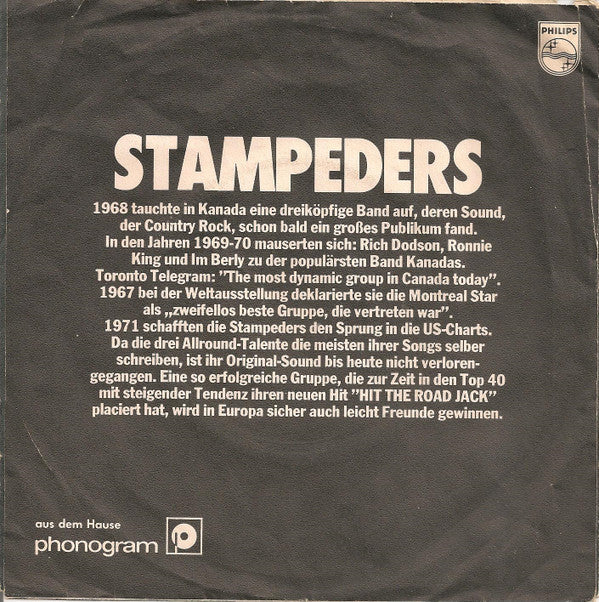 PHILIPS
STAMPEDERS
1968 tauchte in Kanada eine dreiköpfige Band auf, deren Sound,
der Country Rock, schon bald ein großes Publikum fand.
In den Jahren 1969-70 mauserten sich: Rich Dodson, Ronnie
King und Im Berly zu der populärsten Band Kanadas.
Toronto Telegram: ”The most dynamic group in Canada today”.
1967 bei der Weltausstellung deklarierte sie die Montreal Star
als „zweifellos beste Gruppe, die vertreten war”.
1971 schafften die Stampeders den Sprung in die US-Charts.
Da die drei Allround-Talente die meisten ihrer Songs selber
schreiben, ist ihr Original-Sound bis heute nicht verloren-
gegangen. Eine so erfolgreiche Gruppe, die zur Zeit in den Top 40
mit steigender Tendenz ihren neuen Hit ”HIT THE ROAD JACK”
placiert hat, wird in Europa sicher auch leicht Freunde gewinnen.
aus dem Hause
phonogram